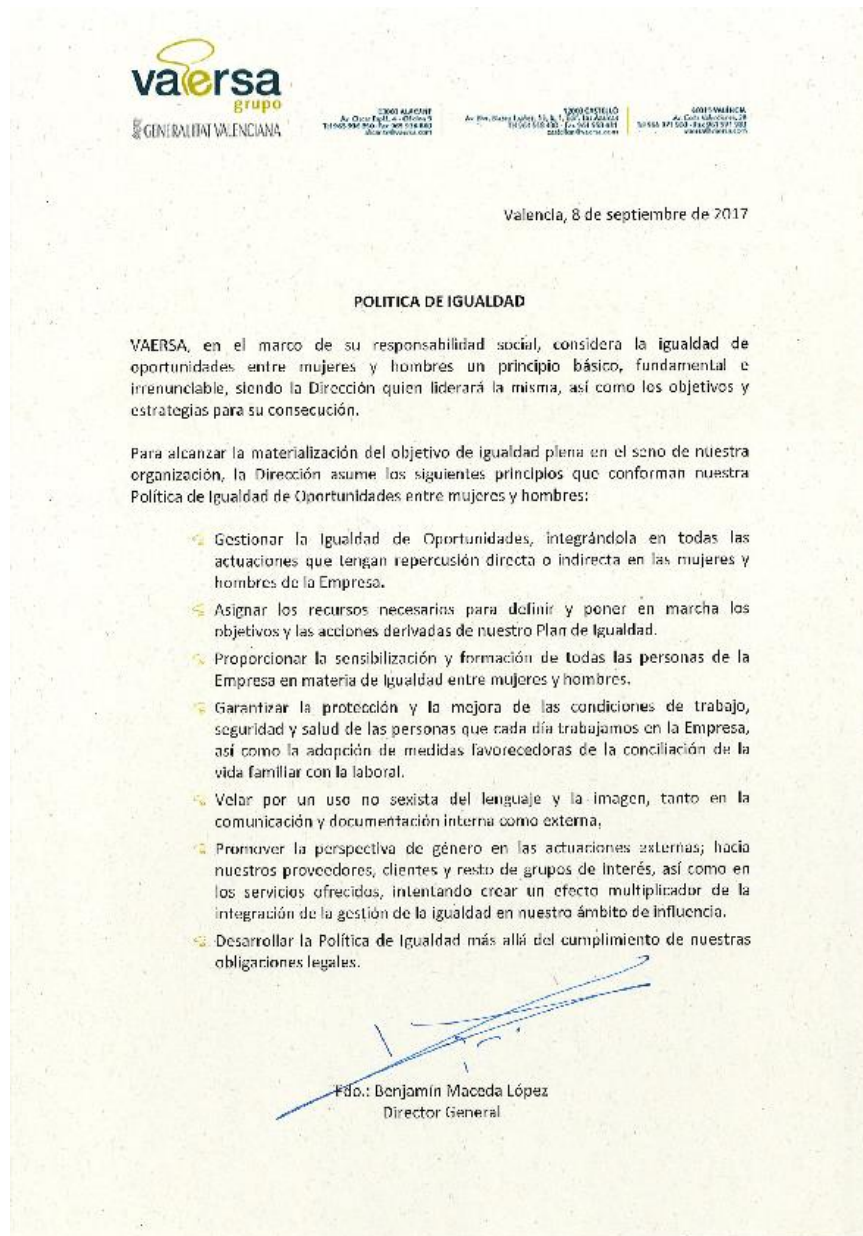 vaersa
grupo
GENERALITAT VALENCIANA
Valencia, 8 de septiembre de 2017
POLITICA DE IGUALDAD
VAERSA, en el marco de su responsabilidad social, considera la igualdad de
oportunidades entre mujeres y hombres un principio básico, fundamental e
irrenunciable, siendo la Dirección quien liderará la misma, así como los objetivos y
estrategias para su consecución.
Para alcanzar la materialización del objetivo de igualdad plena en el seno de nuestra
organización, la Dirección asume los siguientes principios que conforman nuestra
Política de Igualdad de Oportunidades entre mujeres y hombres:
Gestionar la Igualdad de Oportunidades, integrándola en todas las
actuaciones que tengan repercusión directa o indirecta en las mujeres y
hombres de la Empresa.
Asignar los recursos necesarios para definir y poner en marcha los
objetivos y las acciones derivadas de nuestro Plan de Igualdad.
Proporcionar la sensibilización y formación de todas las personas de la
Empresa en materia de Igualdad entre mujeres y hombres.
Garantizar la protección y la mejora de las condiciones de trabajo,
seguridad y salud de las personas que cada día trabajamos en la Empresa,
así como la adopción de medidas favorecedoras de la conciliación de la
vida familiar con la laboral.
Velar por un uso no sexista del lenguaje y la imagen, tanto en la
comunicación y documentación interna como externa,
Promover la perspectiva de género en las actuaciones externas; hacia
nuestros proveedores, clientes y resto de grupos de interés, así como en
los servicios ofrecidos, intentando crear un efecto multiplicador de la
integración de la gestión de la igualdad en nuestro ámbito de influencia.
Desarrollar la Política de Igualdad más allá del cumplimiento de nuestras
obligaciones legales.
Fdo.: Benjamín Maceda López
Director General